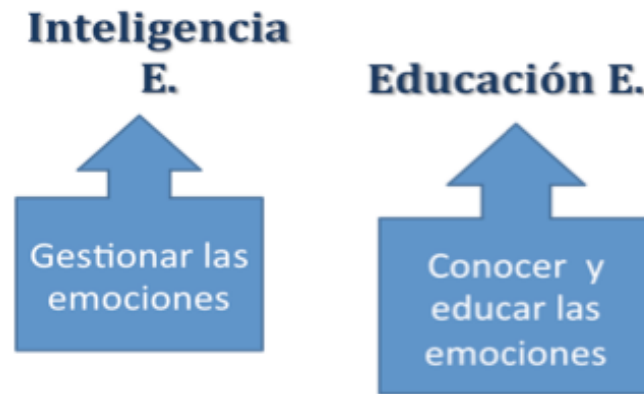 Inteligencia
E.
Educación E.
Gestionar las
emociones
Conocer y
educar las
emociones